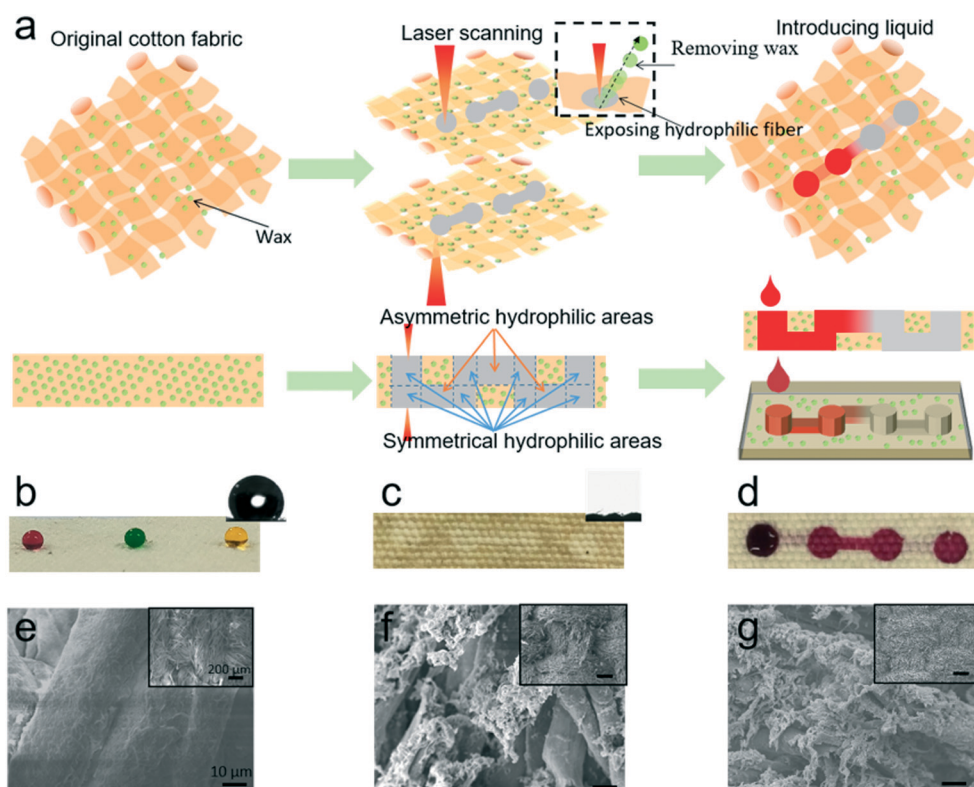 a
Original cotton fabric
Laser scanning
Introducing liquid
Removing wax
Exposing hydrophilic fiber
Wax
Asymmetric hydrophilic areas
Symmetrical hydrophilic areas
b
c
d
e
200 μm
10 μm
f
g